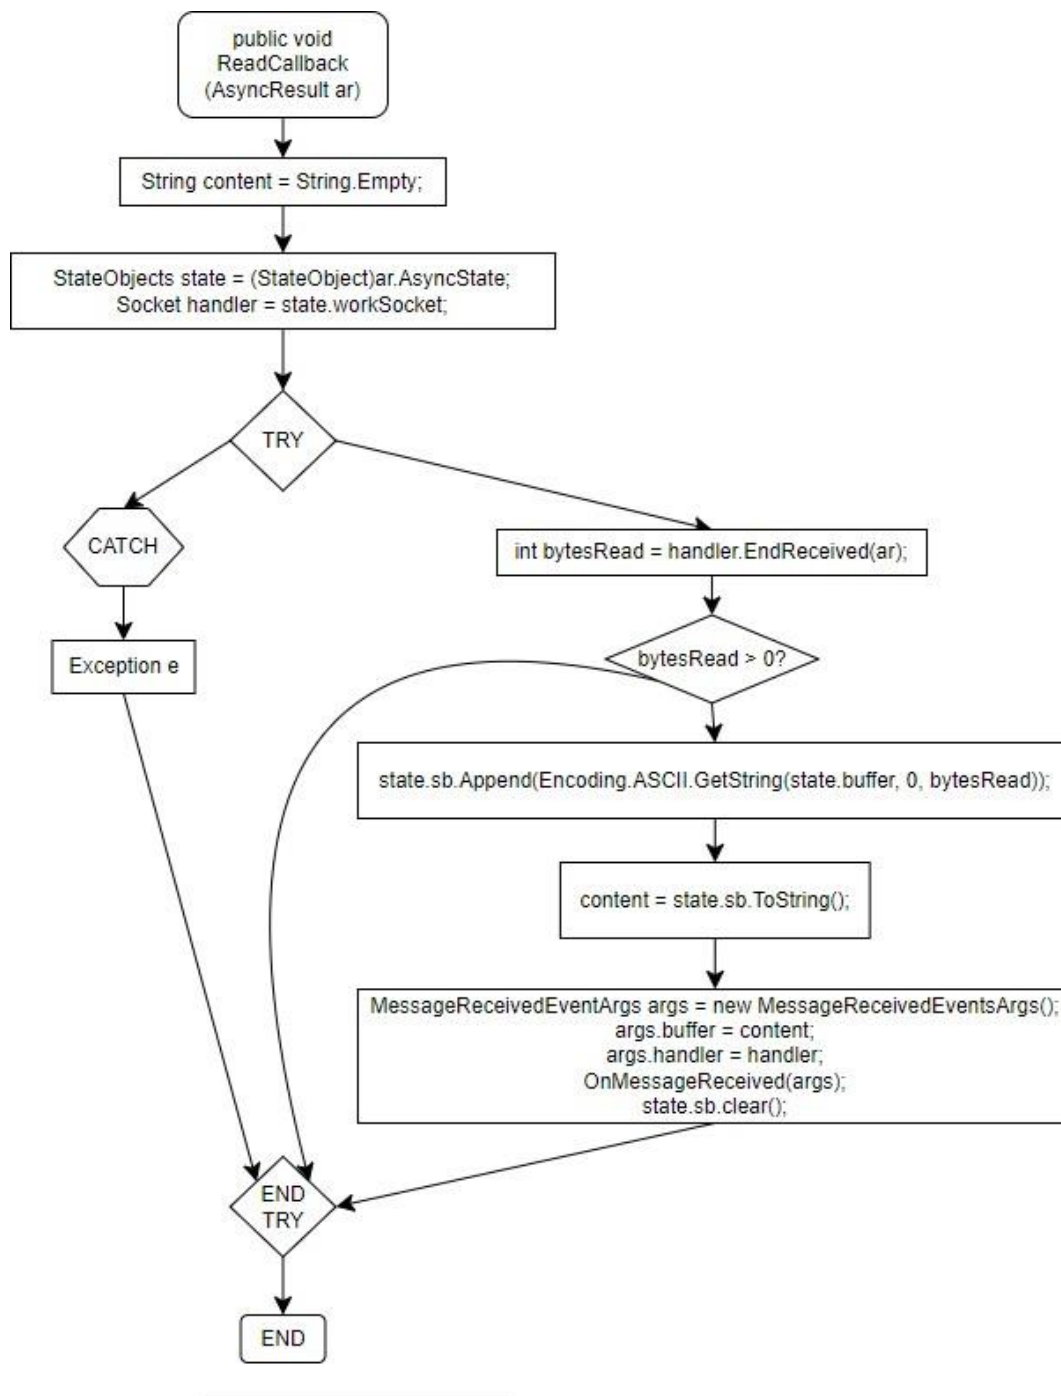 public void
ReadCallback
(AsyncResult ar)
String content = String.Empty;
StateObjects state = (StateObject)ar.AsyncState;
Socket handler = state.workSocket;
TRY
CATCH
int bytesRead = handler.EndReceived(ar);
Exception e
bytesRead > 0?
state.sb.Append(Encoding.ASCII.GetString(state.buffer, 0, bytesRead));
content = state.sb.ToString();
MessageReceivedEventArgs args = new MessageReceivedEventsArgs();
args.buffer = content;
args.handler = handler;
OnMessageReceived(args);
state.sb.clear();
END
TRY
END